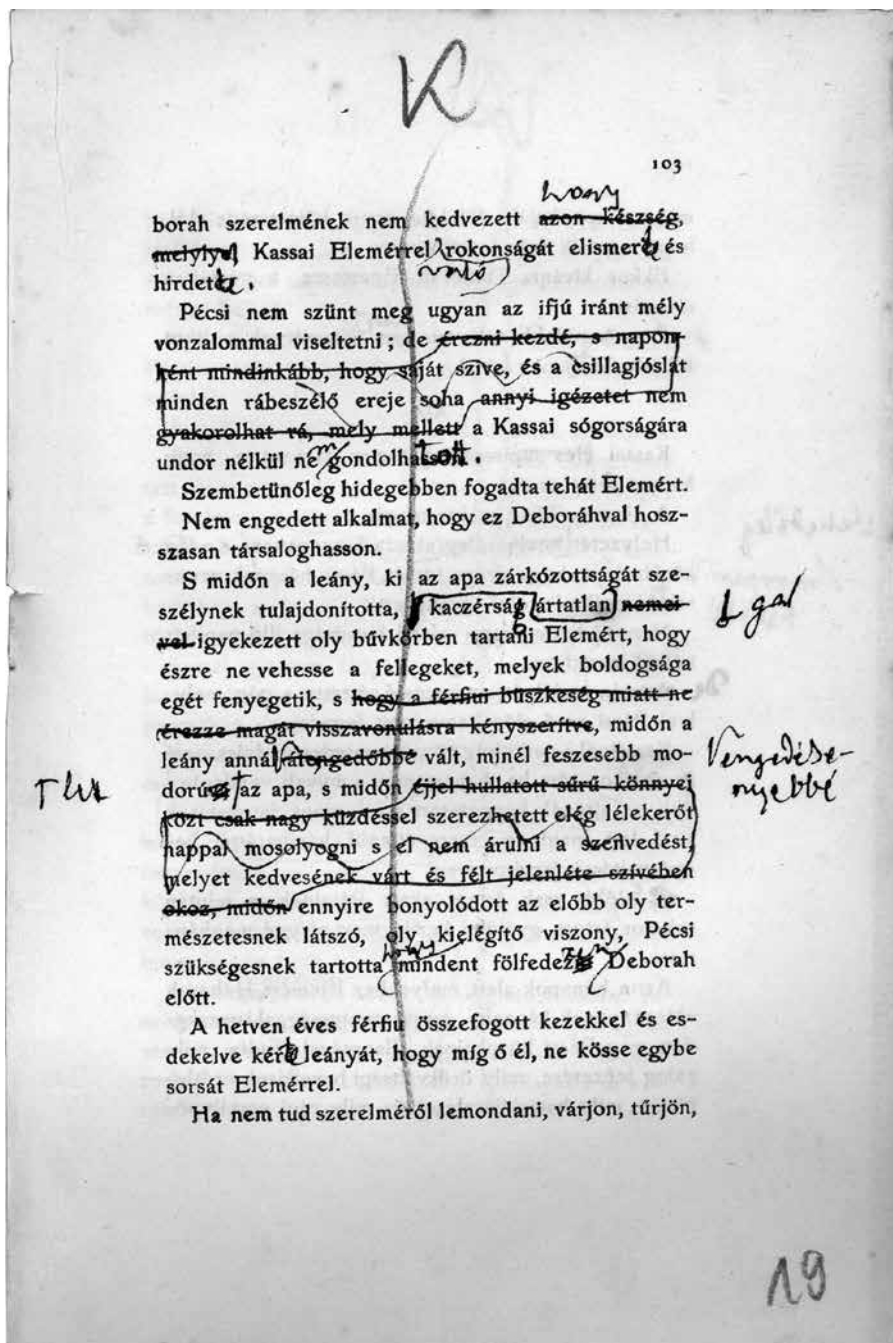 K
103
hogy
borah szerelmének nem kedvezett azon készség,
melylyel Kassai Elemérrel rokonságát elismerte és
való
hirdette.
Pécsi nem szünt meg ugyan az ifjú iránt mély
vonzalommal viseltetni; de érezni kezdé, s napon-
ként mindinkább, hogy saját szive, és a csillagjóslat
minden rábeszélő ereje soha annyi igézetet nem
gyakorolhat rá, mely mellett a Kassai sógorságára
undor nélkül ne gondolhasson.
m
tott.
Szembetünőleg hidegebben fogadta tehát Elemért.
Nem engedett alkalmat, hogy ez Deboráhval hosz-
szasan társaloghasson.
S midőn a leány, ki az apa zárkózottságát sze-
szélynek tulajdonította, kaczérság ártatlan nemei-
gal
vel igyekezett oly bűvkörben tartani Elemért, hogy
észre ne vehesse a fellegeket, melyek boldogsága
egét fenyegetik, s hogy a férfiui büszkeség miatt ne
érezze magát visszavonulásra kényszerítve, midőn a
leány annál átengedőbbé vált, minél feszesebb mo-
engedéke-
nyebbé
dorú az apa, s midőn éjjel hullatott sűrű könnyei
közt csak nagy küzdéssel szerezhetett elég lélekerőt
nappal mosolyogni s el nem árulni a szenvedést,
melyet kedvesének várt és félt jelenléte szívében
okoz, midőn ennyire bonyolódott az előbb oly ter-
mészetesnek látszó, oly kielégítő viszony, Pécsi
hogy
szükségesnek tartotta mindent fölfedez Deborah
előtt.
A hetven éves férfiu összefogott kezekkel és es-
dekelve kérte leányát, hogy míg ő él, ne kösse egybe
sorsát Elemérrel.
Ha nem tud szerelméről lemondani, várjon, tűrjön,
19